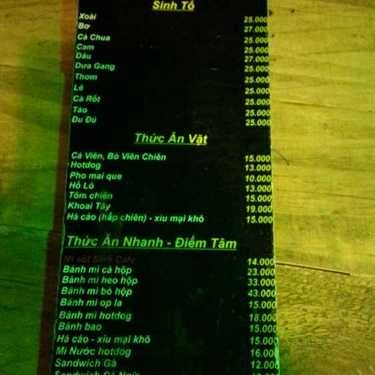 Sinh Tố
Xoài 25.000
Bơ 27.000
Cà Chua 25.000
Cam 25.000
Dâu 27.000
Dưa Gang 25.000
Thơm 25.000
Lê 25.000
Cà Rốt 25.000
Táo 25.000
Đu Đủ 25.000
Thức Ăn Vặt
Cá Viên, Bò Viên Chiên 15.000
Hotdog 13.000
Pho mai que 10.000
Hồ Lô 13.000
Tôm chiên 15.000
Khoai Tây 19.000
Há cảo (hấp chiên) - xíu mại khô 15.000
Thức Ăn Nhanh - Điểm Tâm
14.000
Bánh mì cá hộp 23.000
Bánh mì heo hộp 33.000
Bánh mì bò hộp 43.000
Bánh mì op la 15.000
Bánh mì hotdog 18.000
Bánh bao 15.000
Há cảo - xíu mại khô 15.000
Mì Nước hotdog 16.000
Sandwich Gà 12.000
Sandwich Cá Ngừ